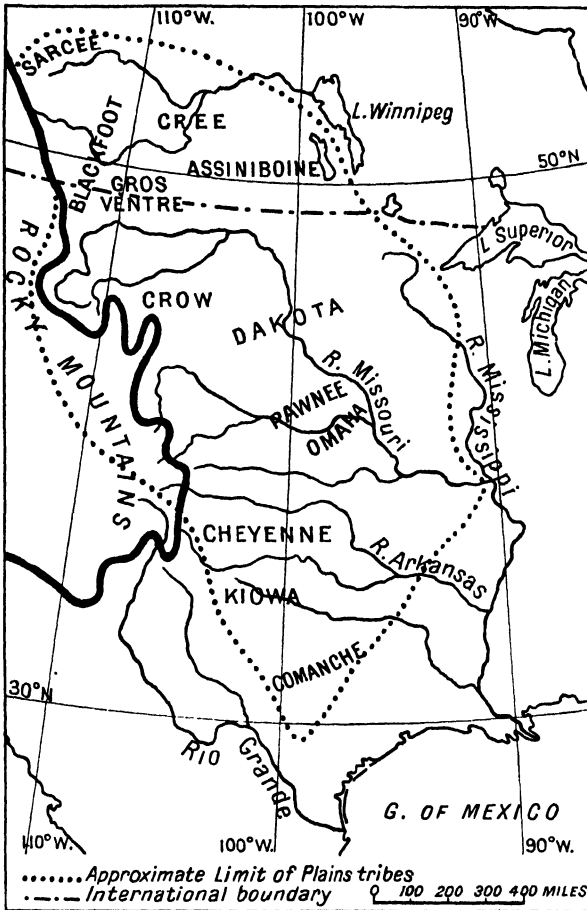 110°W.
100°W
90°W
SARCEE
L. Winnipeg
CREE
BLACKFOOT
ASSINIBOINE
50°N
GROS
VENTRE
L. Superior
ROCKY MOUNTAINS
CROW
DAKOTA
L. Michigan
R. Missouri
R. Mississippi
PAWNEE
OMAHA
CHEYENNE
R. Arkansas
KIOWA
COMANCHE
30°N
RIO Grande
G. OF MEXICO
110°W.
100°W.
90°W.
Approximate Limit of Plains tribes
International boundary
0 100 200 300 400 MILES